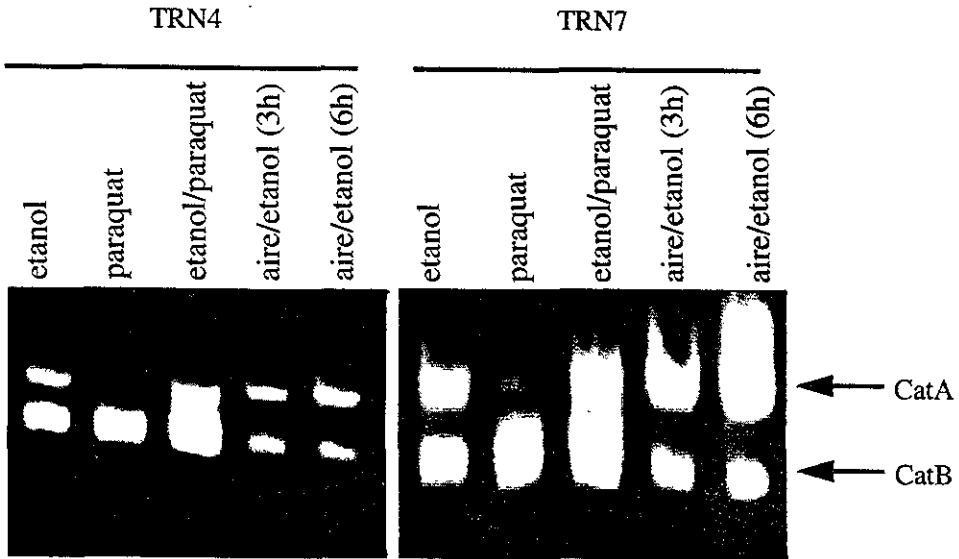 TRN4
TRN7
etanol
paraquat
etanol/paraquat
aire/etanol (3h)
aire/etanol (6h)
etanol
paraquat
etanol/paraquat
aire/etanol (3h)
aire/etanol (6h)
CatA
CatB